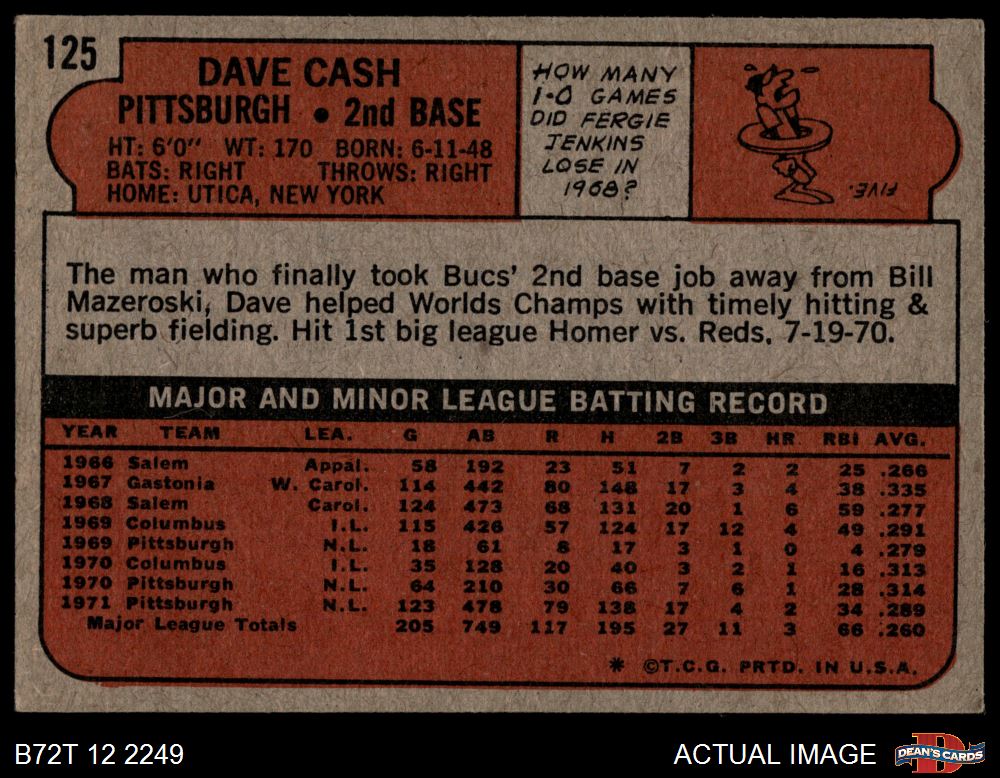 125
DAVE CASH
PITTSBURGH • 2nd BASE
HT: 6'0" WT: 170 BORN: 6-11-48
BATS: RIGHT THROWS: RIGHT
HOME: UTICA, NEW YORK
HOW MANY
1-0 GAMES
DID FERGIE
JENKINS
LOSE IN
1968?
FIVE.
The man who finally took Bucs' 2nd base job away from Bill
Mazeroski, Dave helped Worlds Champs with timely hitting &
superb fielding. Hit 1st big league Homer vs. Reds, 7-19-70.
MAJOR AND MINOR LEAGUE BATTING RECORD
YEAR TEAM LEA. G AB R H 2B 3B HR RBI AVG.
1966 Salem Appal. 58 192 23 51 7 2 2 25 .266
1967 Gastonia W. Carol. 114 442 80 148 17 3 4 38 .335
1968 Salem Carol. 124 473 68 131 20 1 6 59 .277
1969 Columbus I.L. 115 426 57 124 17 12 4 49 .291
1969 Pittsburgh N.L. 18 61 8 17 3 1 0 4 .279
1970 Columbus I.L. 35 128 20 40 3 2 1 16 .313
1970 Pittsburgh N.L. 64 210 30 66 7 6 1 28 .314
1971 Pittsburgh N.L. 123 478 79 138 17 4 2 34 .289
Major League Totals 205 749 117 195 27 11 3 66 .260
* ©T.C.G. PRTD. IN U.S.A.
B72T 12 2249
ACTUAL IMAGE
D
DEAN'S CARDS